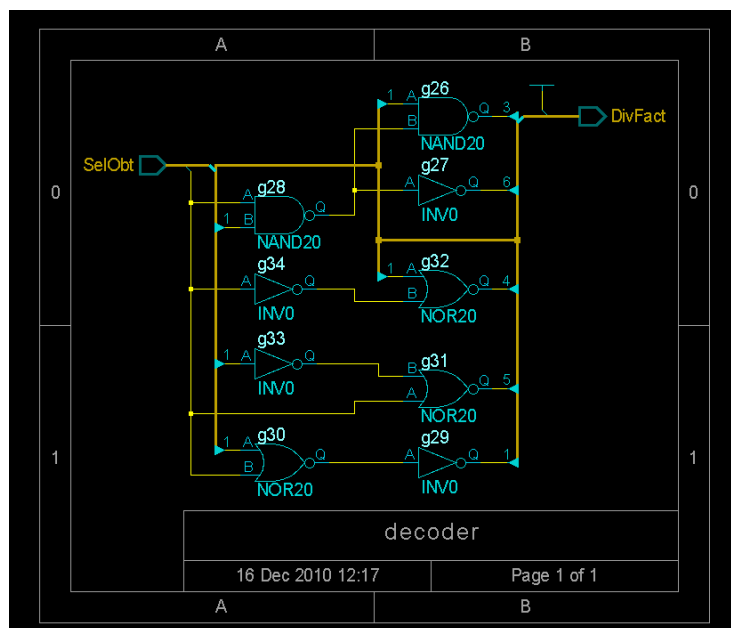 A B
g26
1 A Q 3
DivFact
B
NAND20
SelObt
g27
0 A Q 6 0
g28
A
Q
1 B
INV0
NAND20
g34
g32
1 A
A Q
B Q 4
INV0
NOR20
g33
g31
1 A Q
B
Q 5
A
INV0
NOR20
g30
g29
1 A
1 B Q A Q 1 1
NOR20 INV0
decoder
16 Dec 2010 12:17 Page 1 of 1
A B